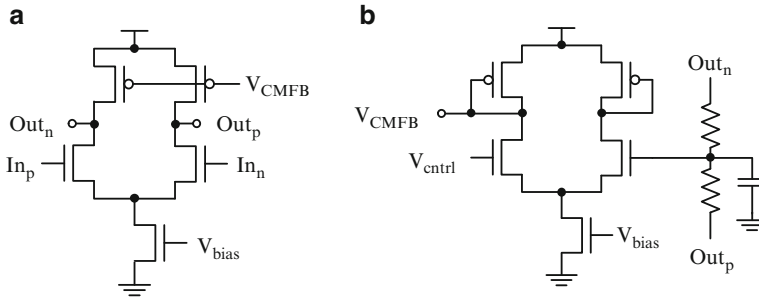 a
V_CMFB
Out_n
Out_p
In_p
In_n
V_bias
b
Out_n
V_CMFB
V_cntrl
V_bias
Out_p